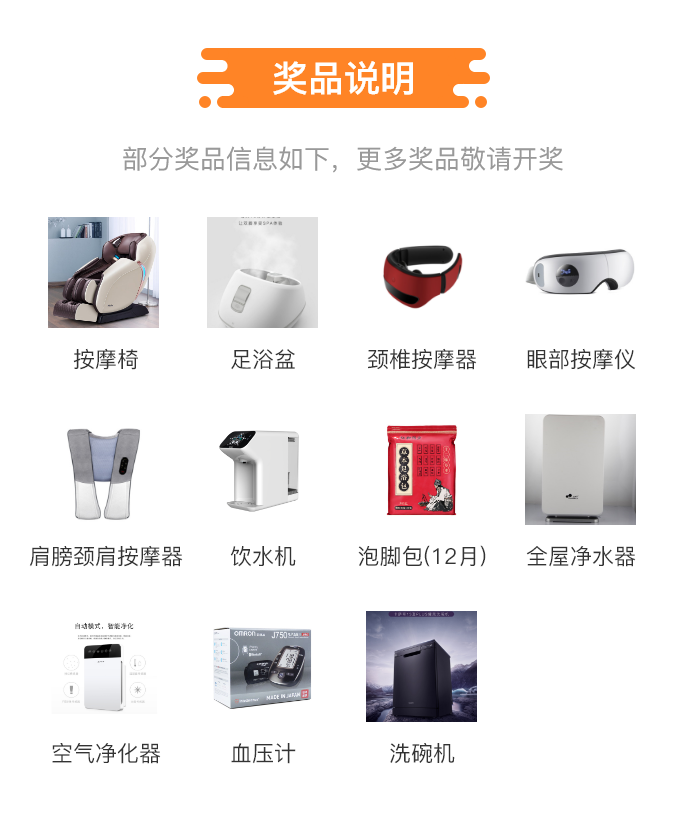 奖品说明
部分奖品信息如下，更多奖品敬请开奖
按摩椅
足浴盆
颈椎按摩器
眼部按摩仪
肩膀颈肩按摩器
饮水机
泡脚包(12月)
全屋净水器
自动模式，智能净化
OMRON
J750
MADE IN JAPAN
空气净化器
血压计
洗碗机